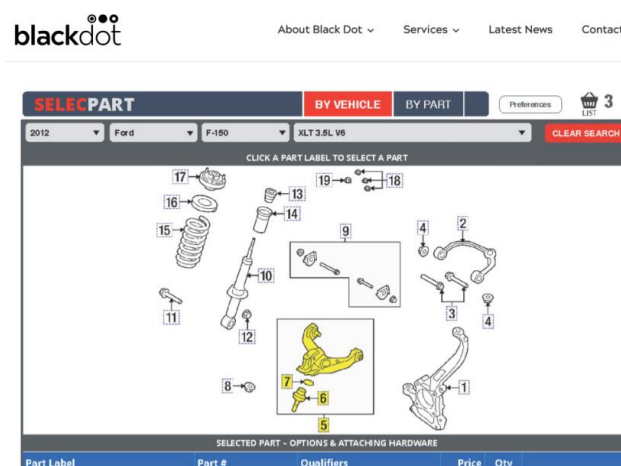 blackdot
About Black Dot Services Latest News Contact
SELECPART BY VEHICLE BY PART Preferences LIST 3
2012 Ford F-150 XLT 3.5L V6 CLEAR SEARCH
CLICK A PART LABEL TO SELECT A PART
17 19 18
16 13
15 14 9 4 2
10
11 12 3 4
8 7 6 1
5
SELECTED PART - OPTIONS & ATTACHING HARDWARE
Part Label Part # Qualifiers Price Qty